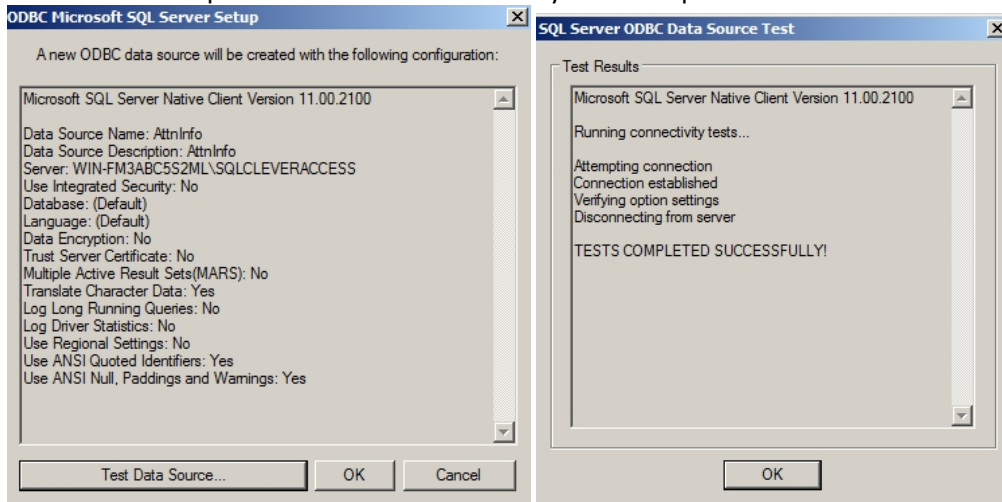 ODBC Microsoft SQL Server Setup
A new ODBC data source will be created with the following configuration:
Microsoft SQL Server Native Client Version 11.00.2100
Data Source Name: AttnInfo
Data Source Description: AttnInfo
Server: WIN-FM3ABC5S2ML\SQLCLEVERACCESS
Use Integrated Security: No
Database: (Default)
Language: (Default)
Data Encryption: No
Trust Server Certificate: No
Multiple Active Result Sets(MARS): No
Translate Character Data: Yes
Log Long Running Queries: No
Log Driver Statistics: No
Use Regional Settings: No
Use ANSI Quoted Identifiers: Yes
Use ANSI Null, Paddings and Warnings: Yes
Test Data Source...
OK
Cancel
SQL Server ODBC Data Source Test
Test Results
Microsoft SQL Server Native Client Version 11.00.2100
Running connectivity tests...
Attempting connection
Connection established
Verifying option settings
Disconnecting from server
TESTS COMPLETED SUCCESSFULLY!
OK